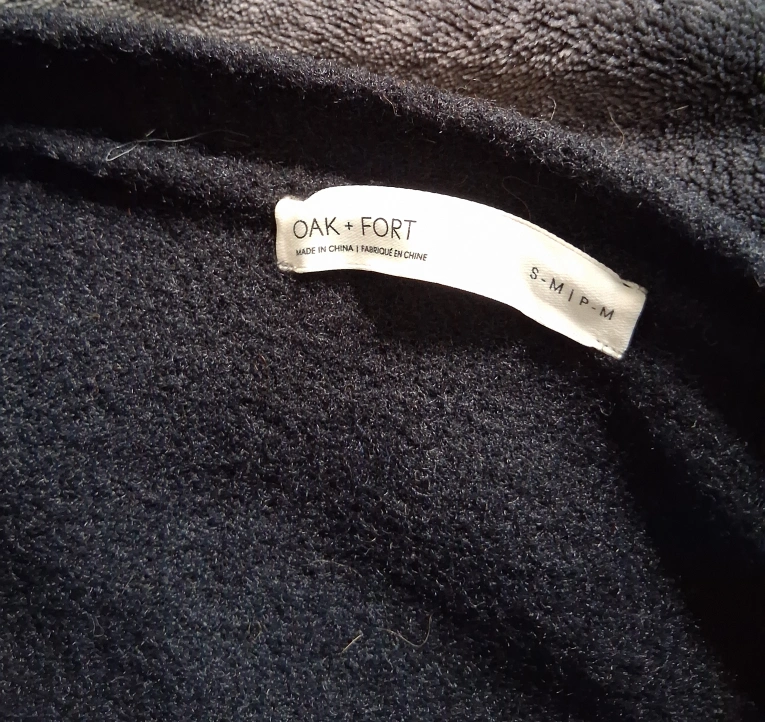 OAK + FORT
MADE IN CHINA | FABRIQUÉ EN CHINE
S-M | P-M